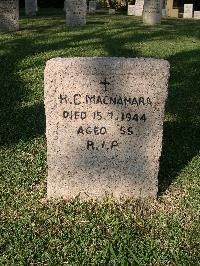 H. C. MACNAMARA
DIED 15.7.1944
AGED 55
R.I.P.